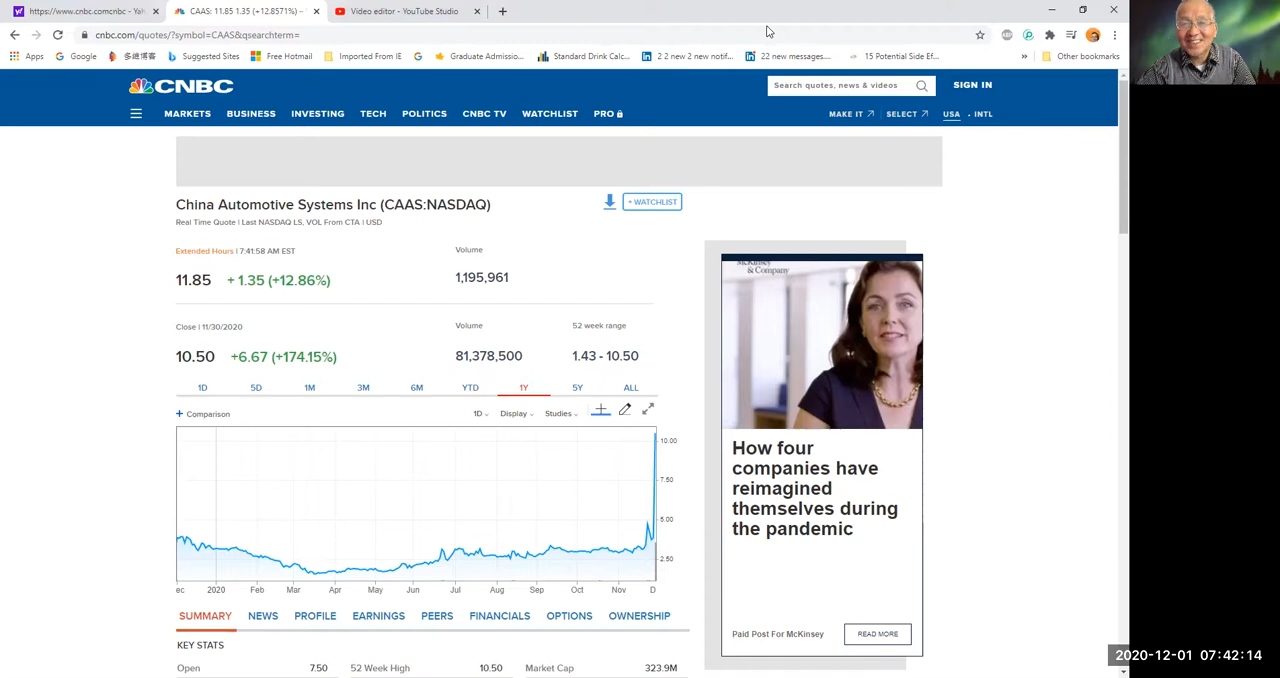 https://www.cnbc.comcnbc - Yah
CAAS: 11.85 1.35 (+12.8571%) –
Video editor - YouTube Studio
cnbc.com/quotes/?symbol=CAAS&qsearchterm=
Apps
Google
多维博客
Suggested Sites
Free Hotmail
Imported From IE
Graduate Admissio...
Standard Drink Calc...
2 2 new 2 new notif...
22 new messages....
15 Potential Side Ef...
»
Other bookmarks
CNBC
Search quotes, news & videos
SIGN IN
MARKETS BUSINESS INVESTING TECH POLITICS CNBC TV WATCHLIST PRO
MAKE IT SELECT USA • INTL
China Automotive Systems Inc (CAAS:NASDAQ)
+ WATCHLIST
Real Time Quote | Last NASDAQ LS, VOL From CTA | USD
Extended Hours | 7:41:58 AM EST
Volume
11.85 + 1.35 (+12.86%)
1,195,961
Close | 11/30/2020
Volume
52 week range
10.50 +6.67 (+174.15%)
81,378,500
1.43 - 10.50
1D 5D 1M 3M 6M YTD 1Y 5Y ALL
+ Comparison
1D Display Studies
10.00
7.50
5.00
2.50
ec 2020 Feb Mar Apr May Jun Jul Aug Sep Oct Nov D
SUMMARY NEWS PROFILE EARNINGS PEERS FINANCIALS OPTIONS OWNERSHIP
KEY STATS
Open 7.50
52 Week High 10.50
Market Cap 323.9M
McKinsey
& Company
How four
companies have
reimagined
themselves during
the pandemic
Paid Post For McKinsey
READ MORE
2020-12-01 07:42:14